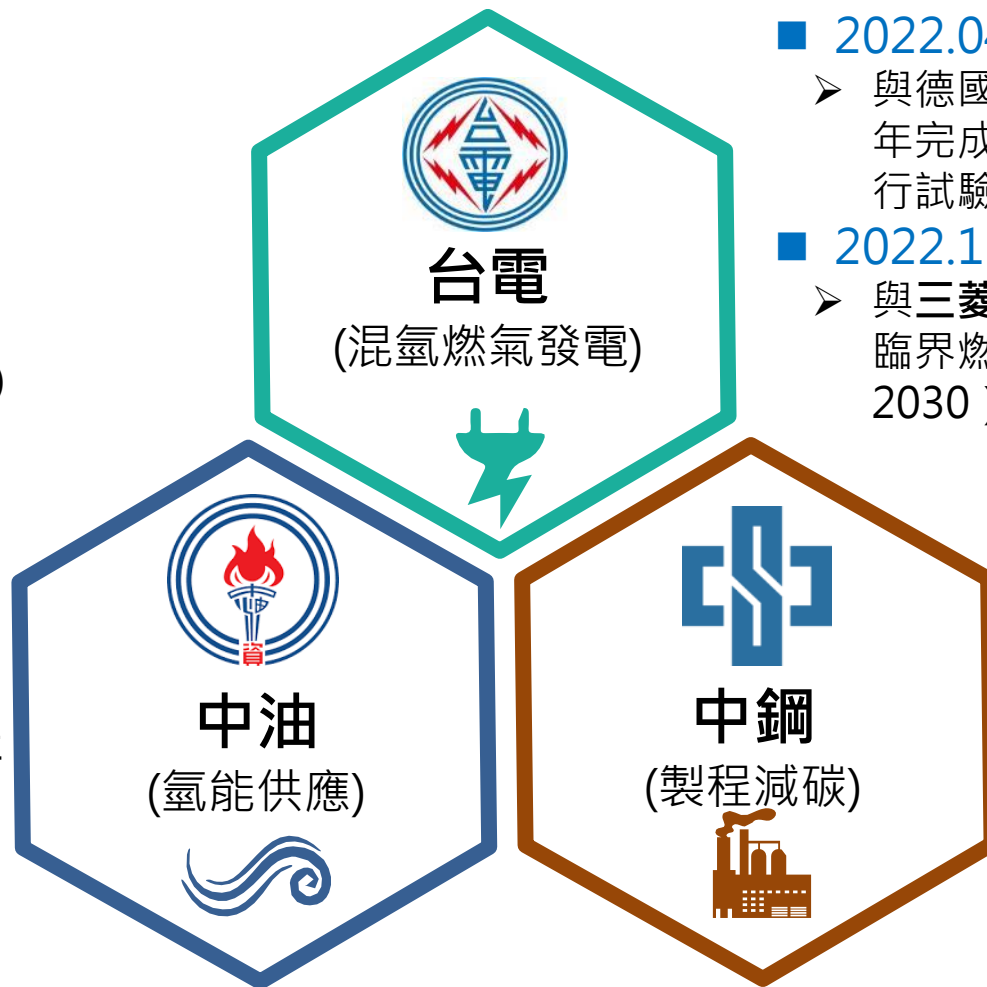 台電
(混氫燃氣發電)
中油
(氫能供應)
中鋼
(製程減碳)
■ 2022.04
➢ 與德國
年完成
行試驗
■ 2022.1
➢ 與三菱
臨界燃
2030
)